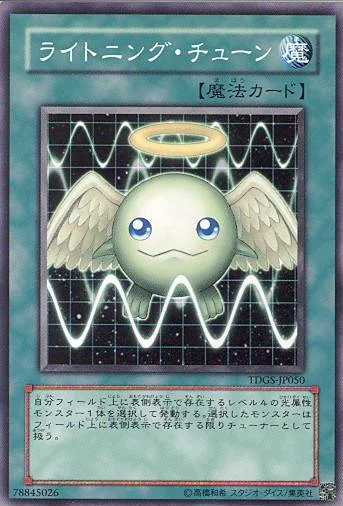 ライトニング・チューン
魔
【魔法カード】
TDGS-JP050
自分フィールド上に表側表示で存在するレベル4の光属性
モンスター1体を選択して発動する。選択したモンスターは
フィールド上に表側表示で存在する限りチューナーとして
扱う。
78845026
©高橋和希 スタジオ・ダイス/集英社